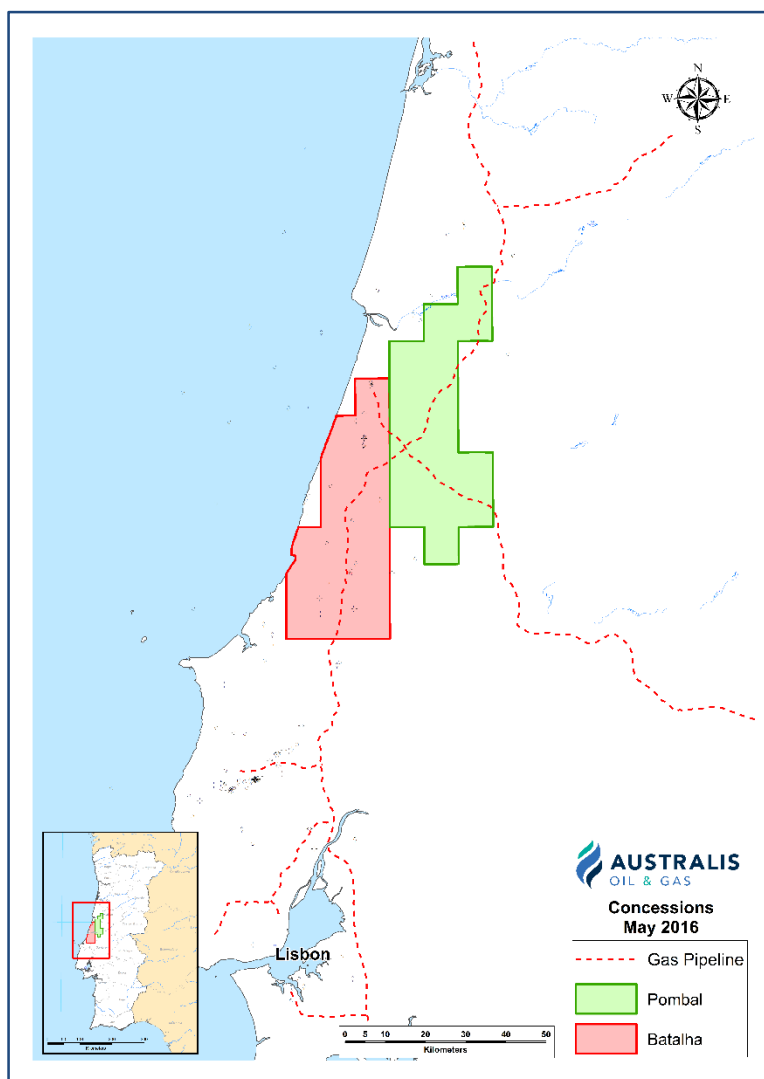 N
W E
S
AUSTRALIS
OIL & GAS
Concessions
May 2016
Gas Pipeline
Pombal
Batalha
Lisbon
0 5 10 20 30 40 50
Kilometers